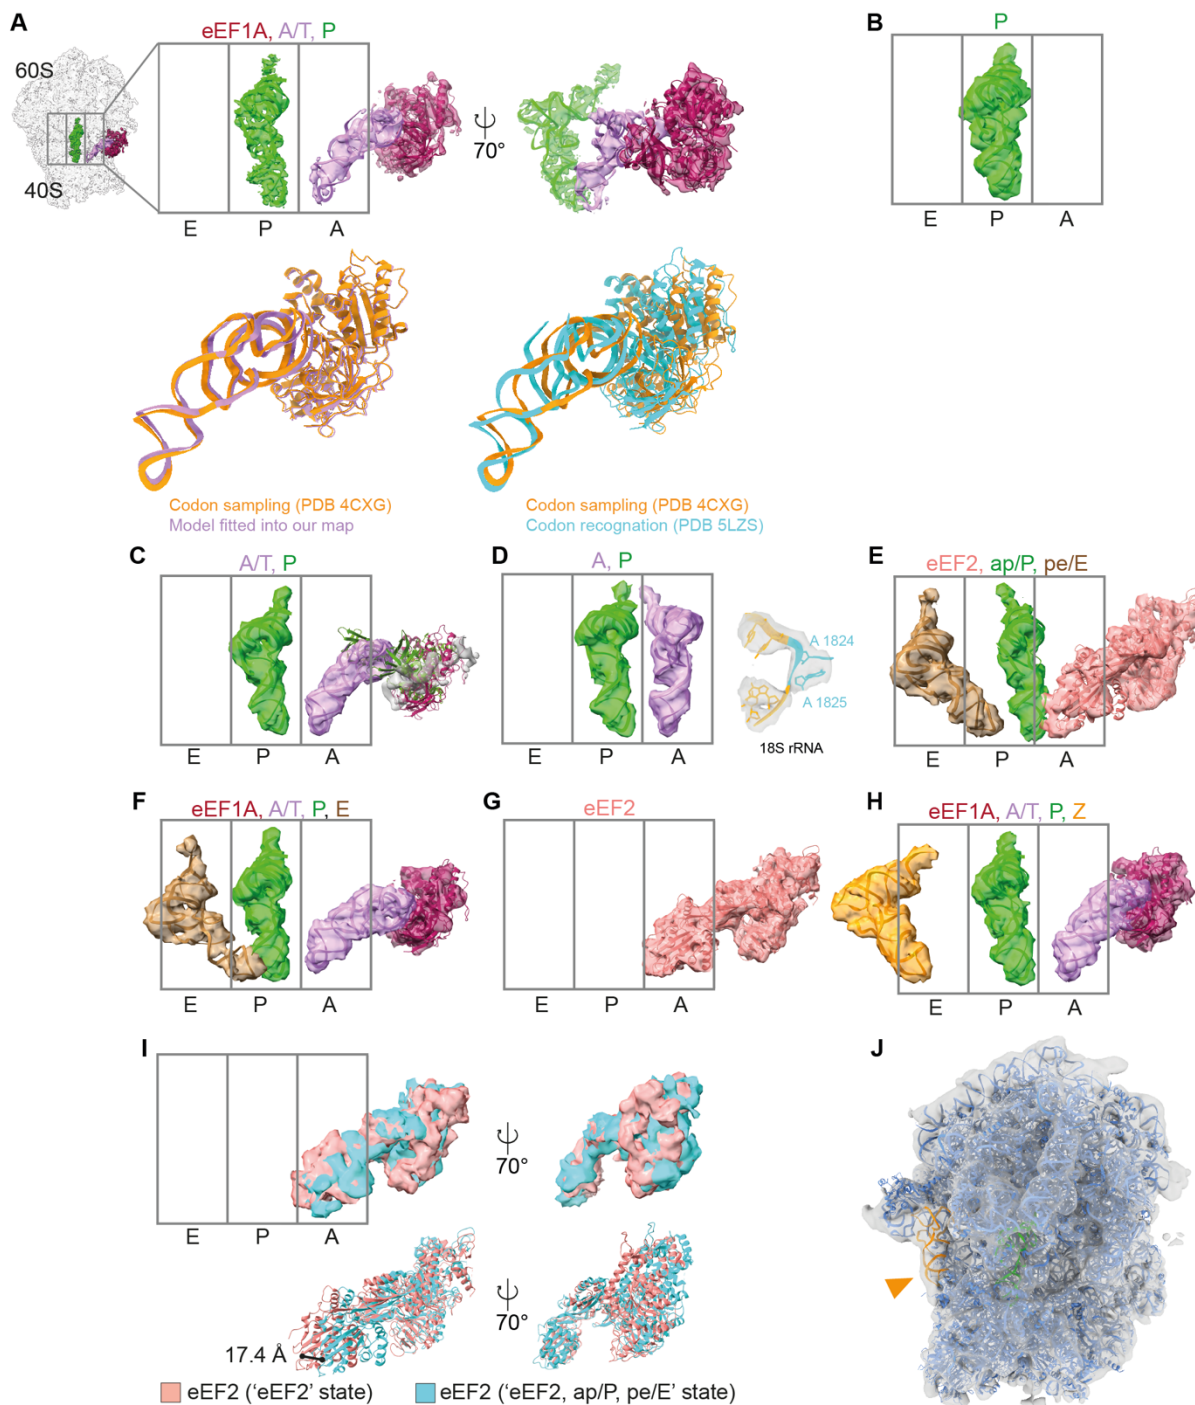 A
eEF1A, A/T, P
60S
40S
70°
E P A
B
P
E P A
Codon sampling (PDB 4CXG)
Model fitted into our map
Codon sampling (PDB 4CXG)
Codon recognation (PDB 5LZS)
C
A/T, P
E P A
D
A, P
E P A
A 1824
A 1825
18S rRNA
E
eEF2, ap/P, pe/E
E P A
F
eEF1A, A/T, P, E
E P A
G
eEF2
E P A
H
eEF1A, A/T, P, Z
E P A
I
70°
E P A
70°
17.4 Å
eEF2 (‘eEF2’ state)
eEF2 (‘eEF2, ap/P, pe/E’ state)
J